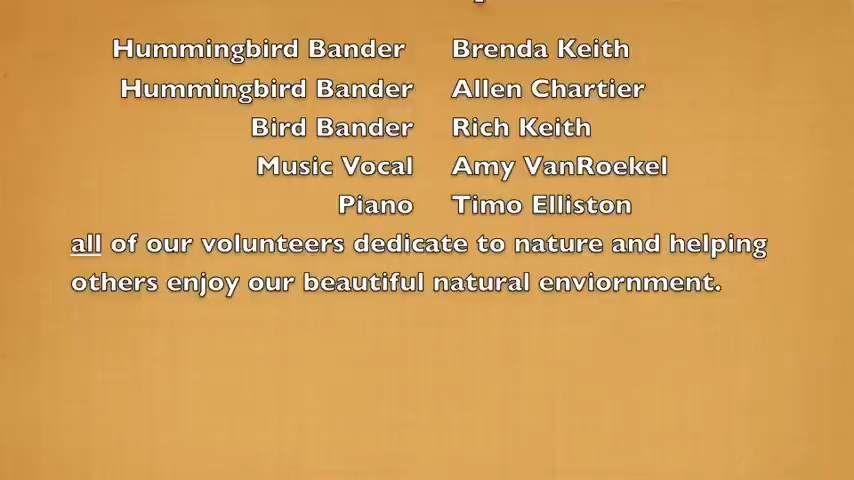 Hummingbird Bander Brenda Keith
Hummingbird Bander Allen Chartier
Bird Bander Rich Keith
Music Vocal Amy VanRoekel
Piano Timo Elliston
all of our volunteers dedicate to nature and helping
others enjoy our beautiful natural enviornment.